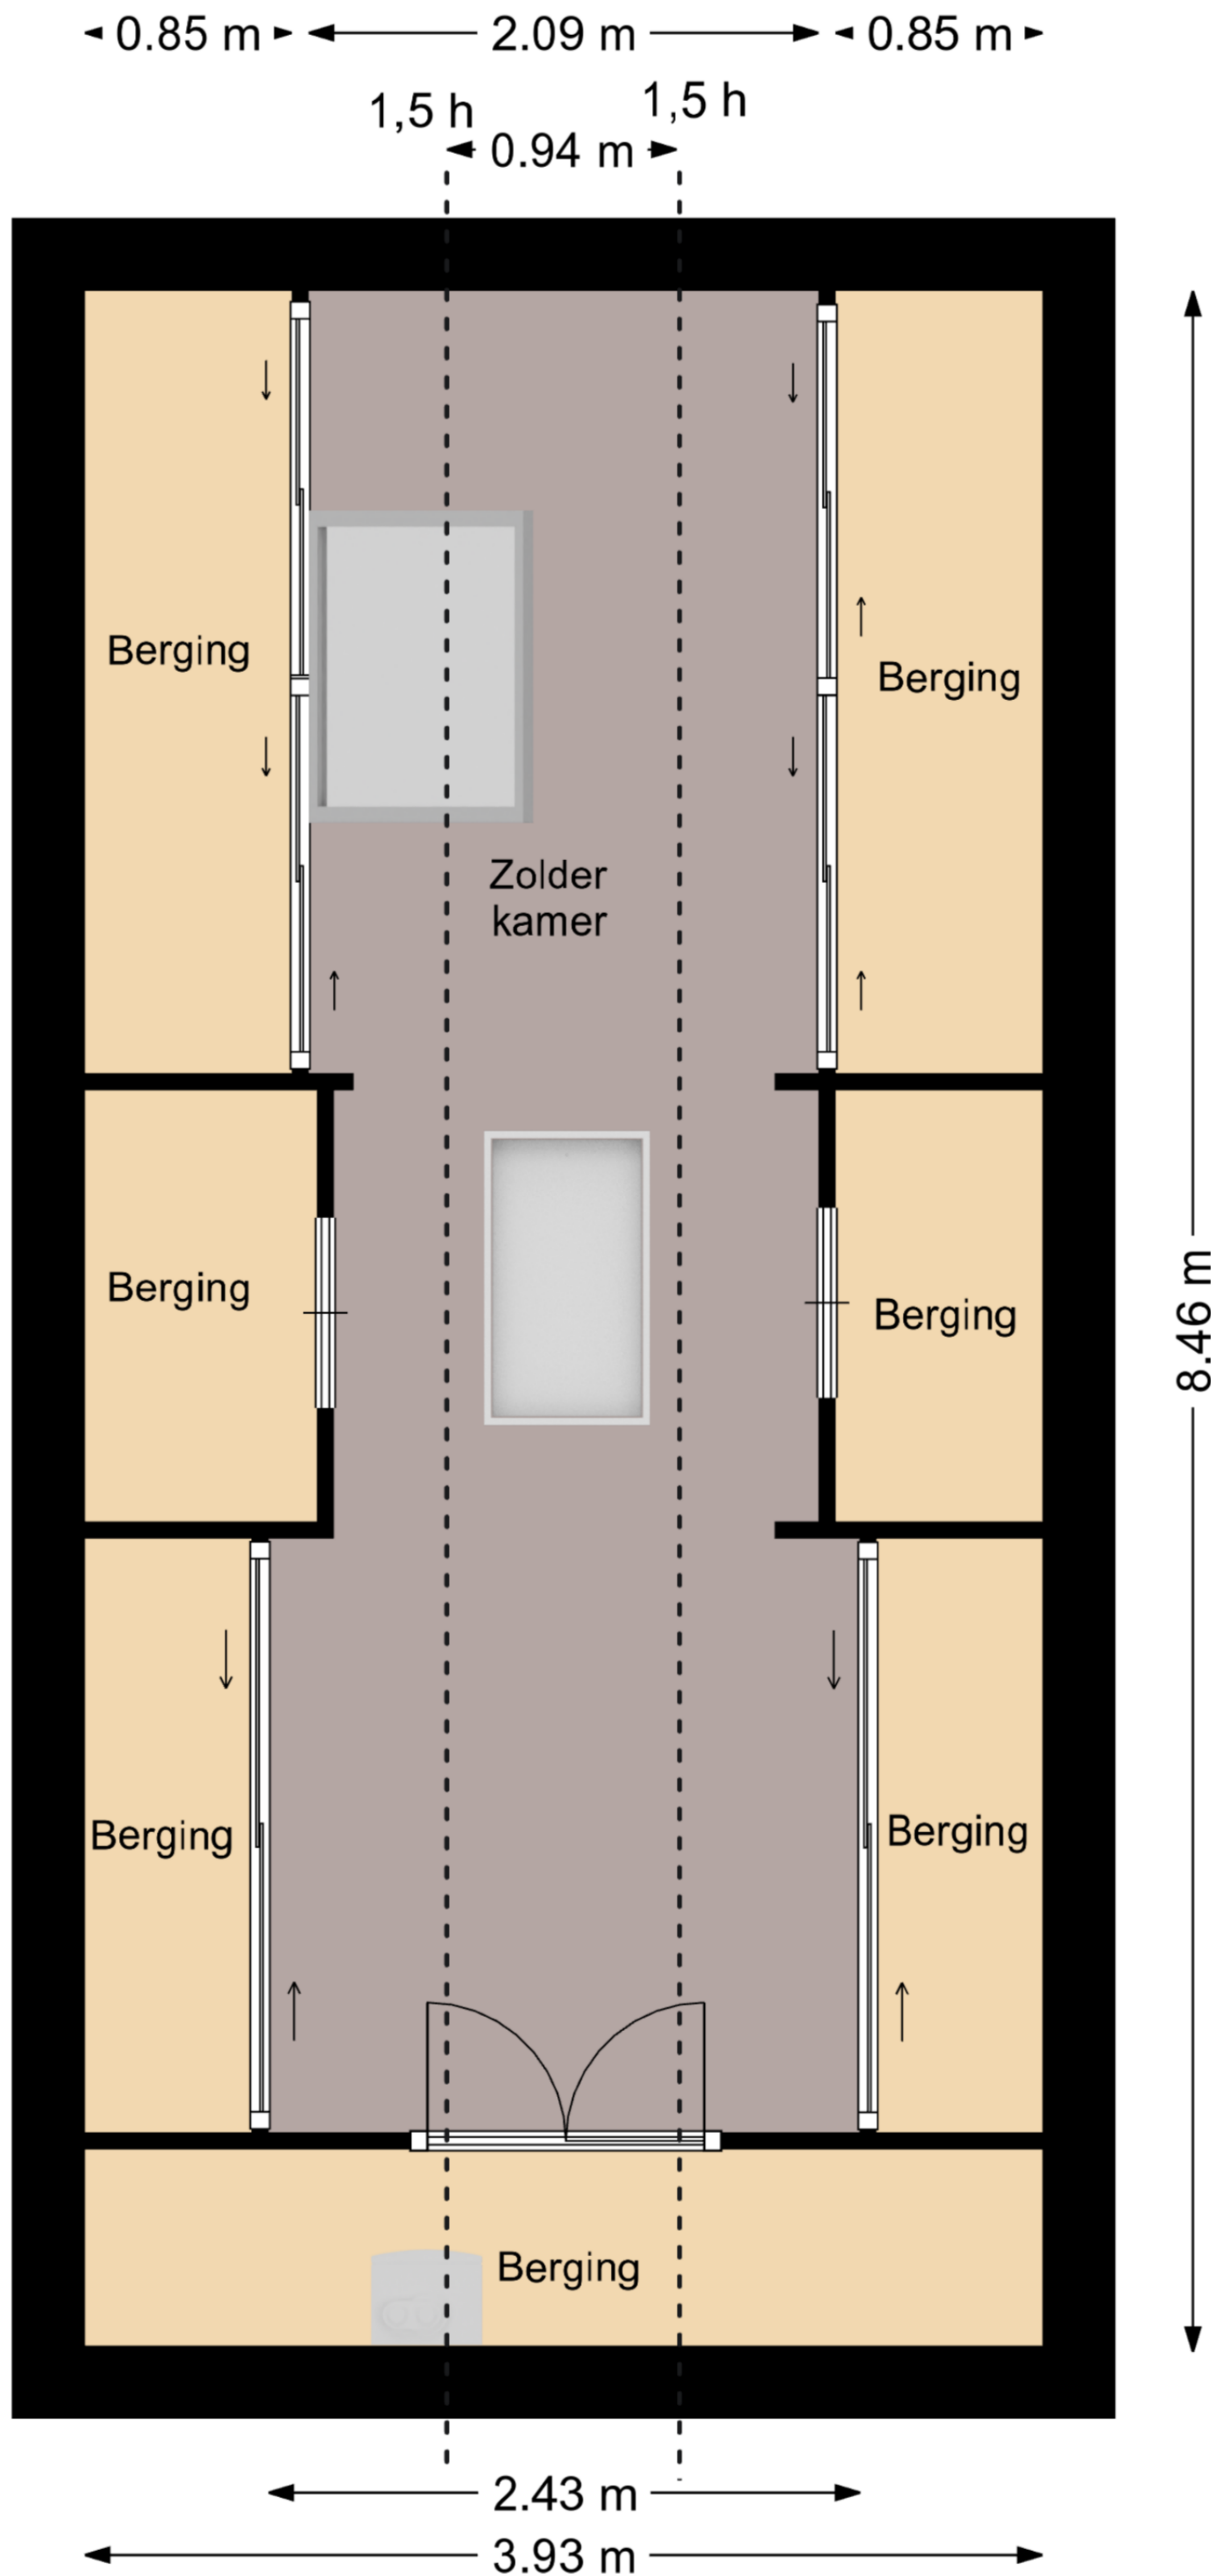 0.85 m
2.09 m
0.85 m
1,5 h
1,5 h
0.94 m
Berging
Berging
Zolder
kamer
Berging
Berging
8.46 m
Berging
Berging
Berging
2.43 m
3.93 m